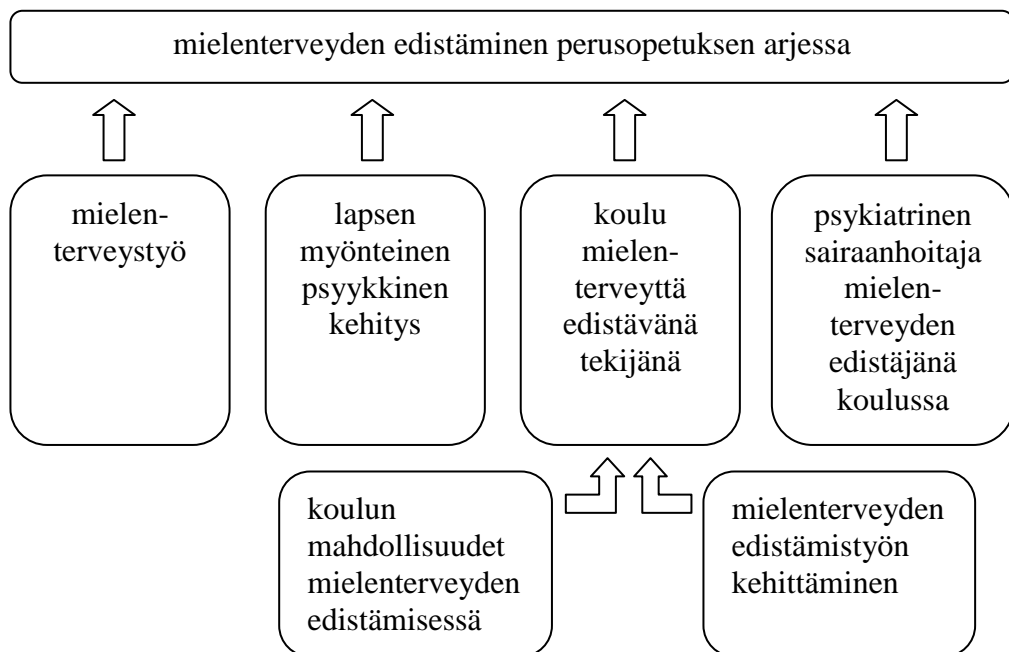 mielenterveyden edistäminen perusopetuksen arjessa
mielen-
terveystyö
lapsen
myönteinen
psyykkinen
kehitys
koulu
mielen-
terveyttä
edistävänä
tekijänä
psykiatrinen
sairaanhoitaja
mielen-
terveyden
edistäjänä
koulussa
koulun
mahdollisuudet
mielenterveyden
edistämisessä
mielenterveyden
edistämistyön
kehittäminen